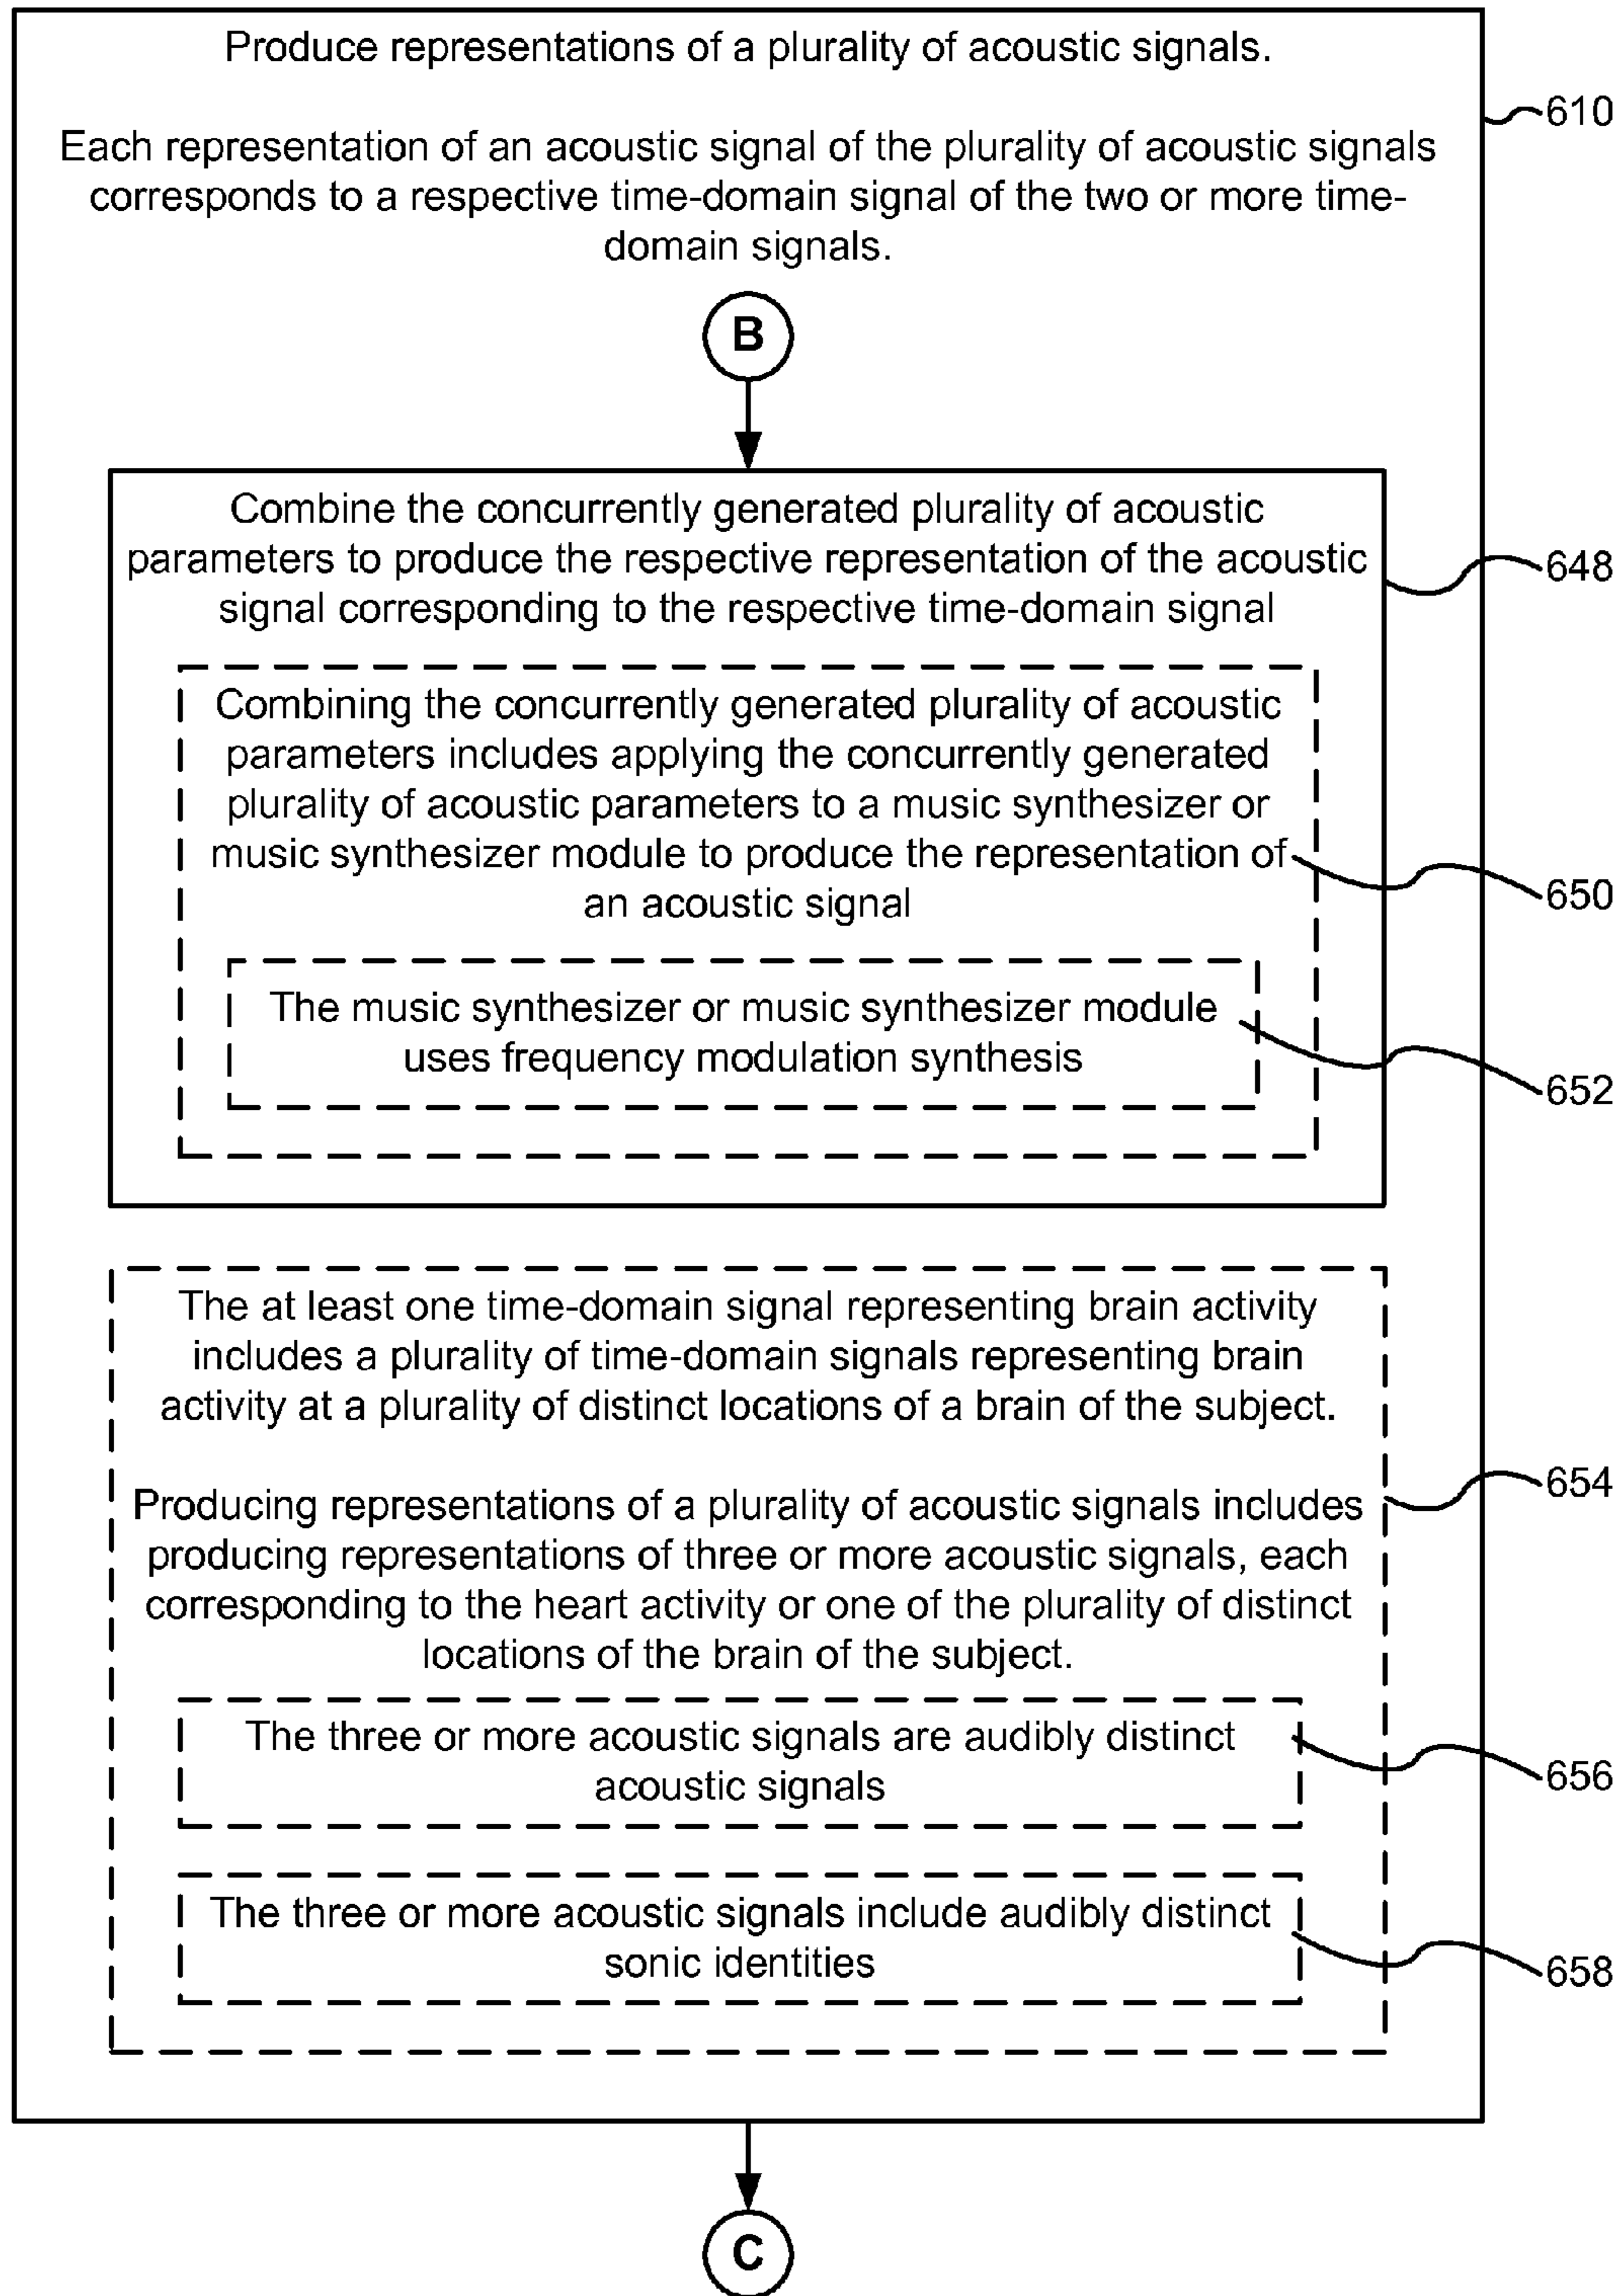 Produce representations of a plurality of acoustic signals.
610
Each representation of an acoustic signal of the plurality of acoustic signals
corresponds to a respective time-domain signal of the two or more time-
domain signals.
B
Combine the concurrently generated plurality of acoustic
parameters to produce the respective representation of the acoustic
signal corresponding to the respective time-domain signal
648
Combining the concurrently generated plurality of acoustic
parameters includes applying the concurrently generated
plurality of acoustic parameters to a music synthesizer or
music synthesizer module to produce the representation of
an acoustic signal
650
The music synthesizer or music synthesizer module
uses frequency modulation synthesis
652
The at least one time-domain signal representing brain activity
includes a plurality of time-domain signals representing brain
activity at a plurality of distinct locations of a brain of the subject.
654
Producing representations of a plurality of acoustic signals includes
producing representations of three or more acoustic signals, each
corresponding to the heart activity or one of the plurality of distinct
locations of the brain of the subject.
The three or more acoustic signals are audibly distinct
acoustic signals
656
The three or more acoustic signals include audibly distinct
sonic identities
658
C